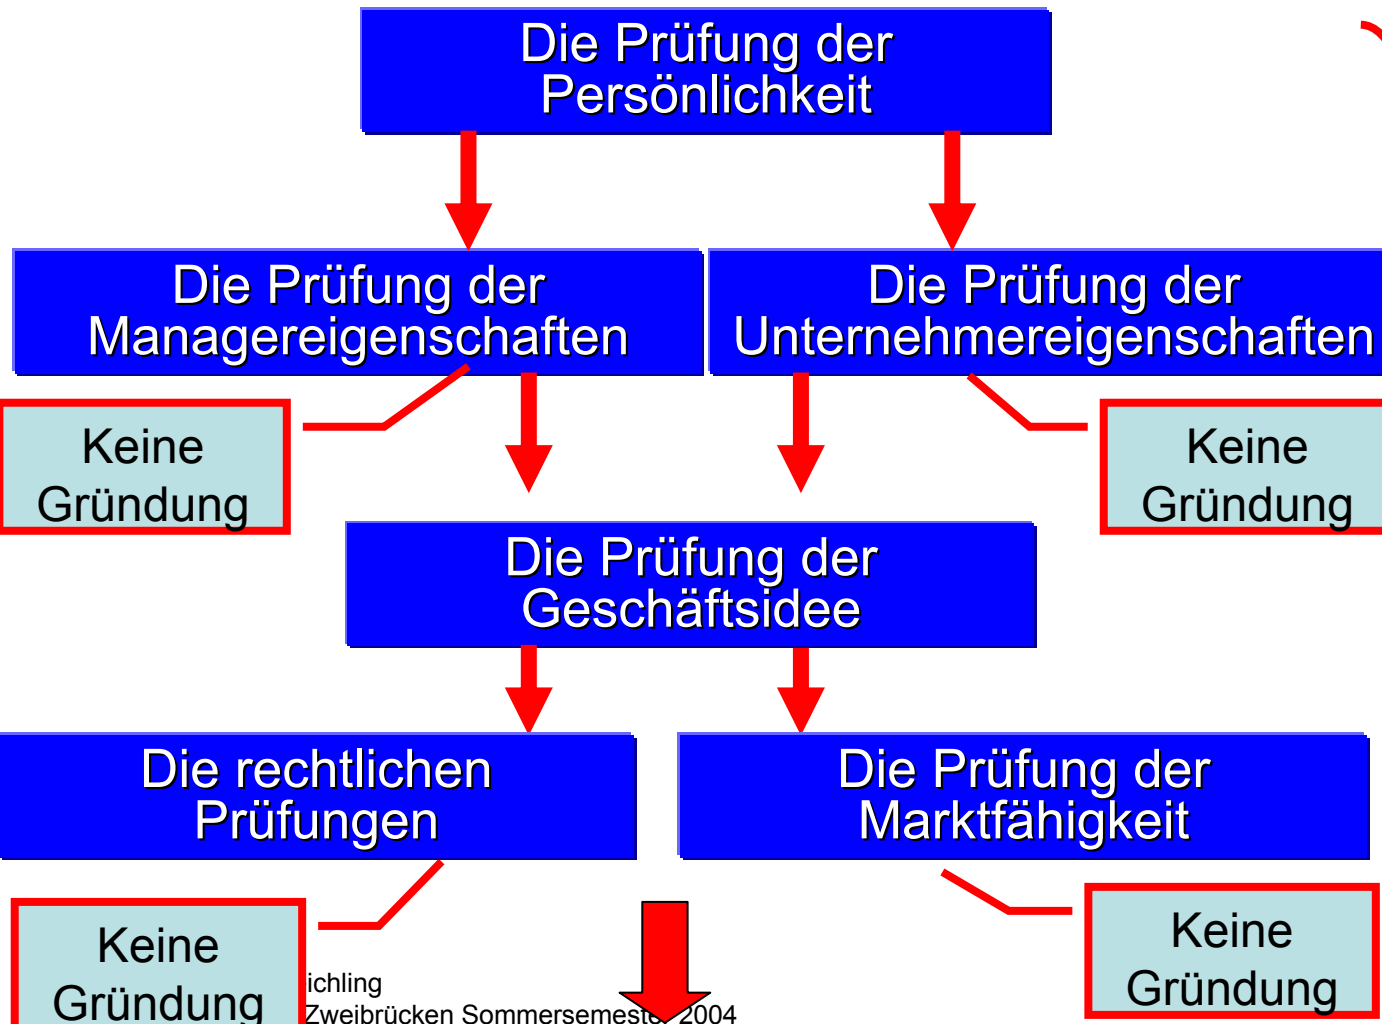 Die Prüfung der
Persönlichkeit
Die Prüfung der
Managereigenschaften
Die Prüfung der
Unternehmereigenschaften
Keine
Gründung
Keine
Gründung
Die Prüfung der
Geschäftsidee
Die rechtlichen
Prüfungen
Die Prüfung der
Marktfähigkeit
Keine
Gründung
Keine
Gründung
ichling
Zweibrücken Sommersemester 2004